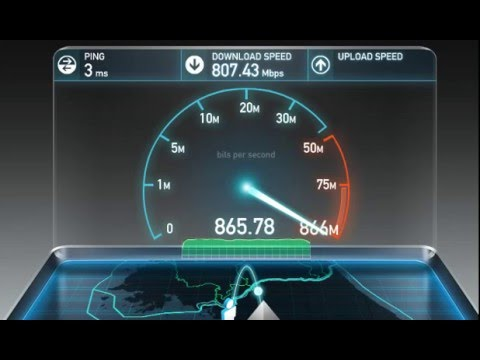 PING
3 ms
DOWNLOAD SPEED
807.43 Mbps
UPLOAD SPEED
20M
10M
30M
5M
50M
bits per second
1M
75M
0
865.78
866M